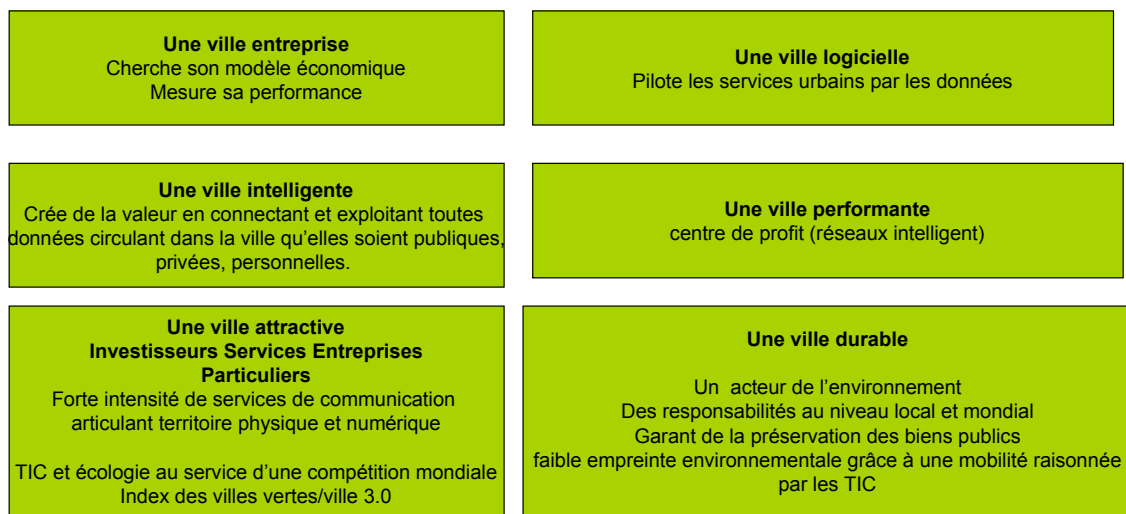 Une ville entreprise
Cherche son modèle économique
Mesure sa performance
Une ville logicielle
Pilote les services urbains par les données
Une ville intelligente
Crée de la valeur en connectant et exploitant toutes
données circulant dans la ville qu'elles soient publiques,
privées, personnelles.
Une ville performante
centre de profit (réseaux intelligent)
Une ville attractive
Investisseurs Services Entreprises
Particuliers
Forte intensité de services de communication
articulant territoire physique et numérique
TIC et écologie au service d'une compétition mondiale
Index des villes vertes/ville 3.0
Une ville durable
Un acteur de l'environnement
Des responsabilités au niveau local et mondial
Garant de la préservation des biens publics
faible empreinte environnementale grâce à une mobilité raisonnée
par les TIC